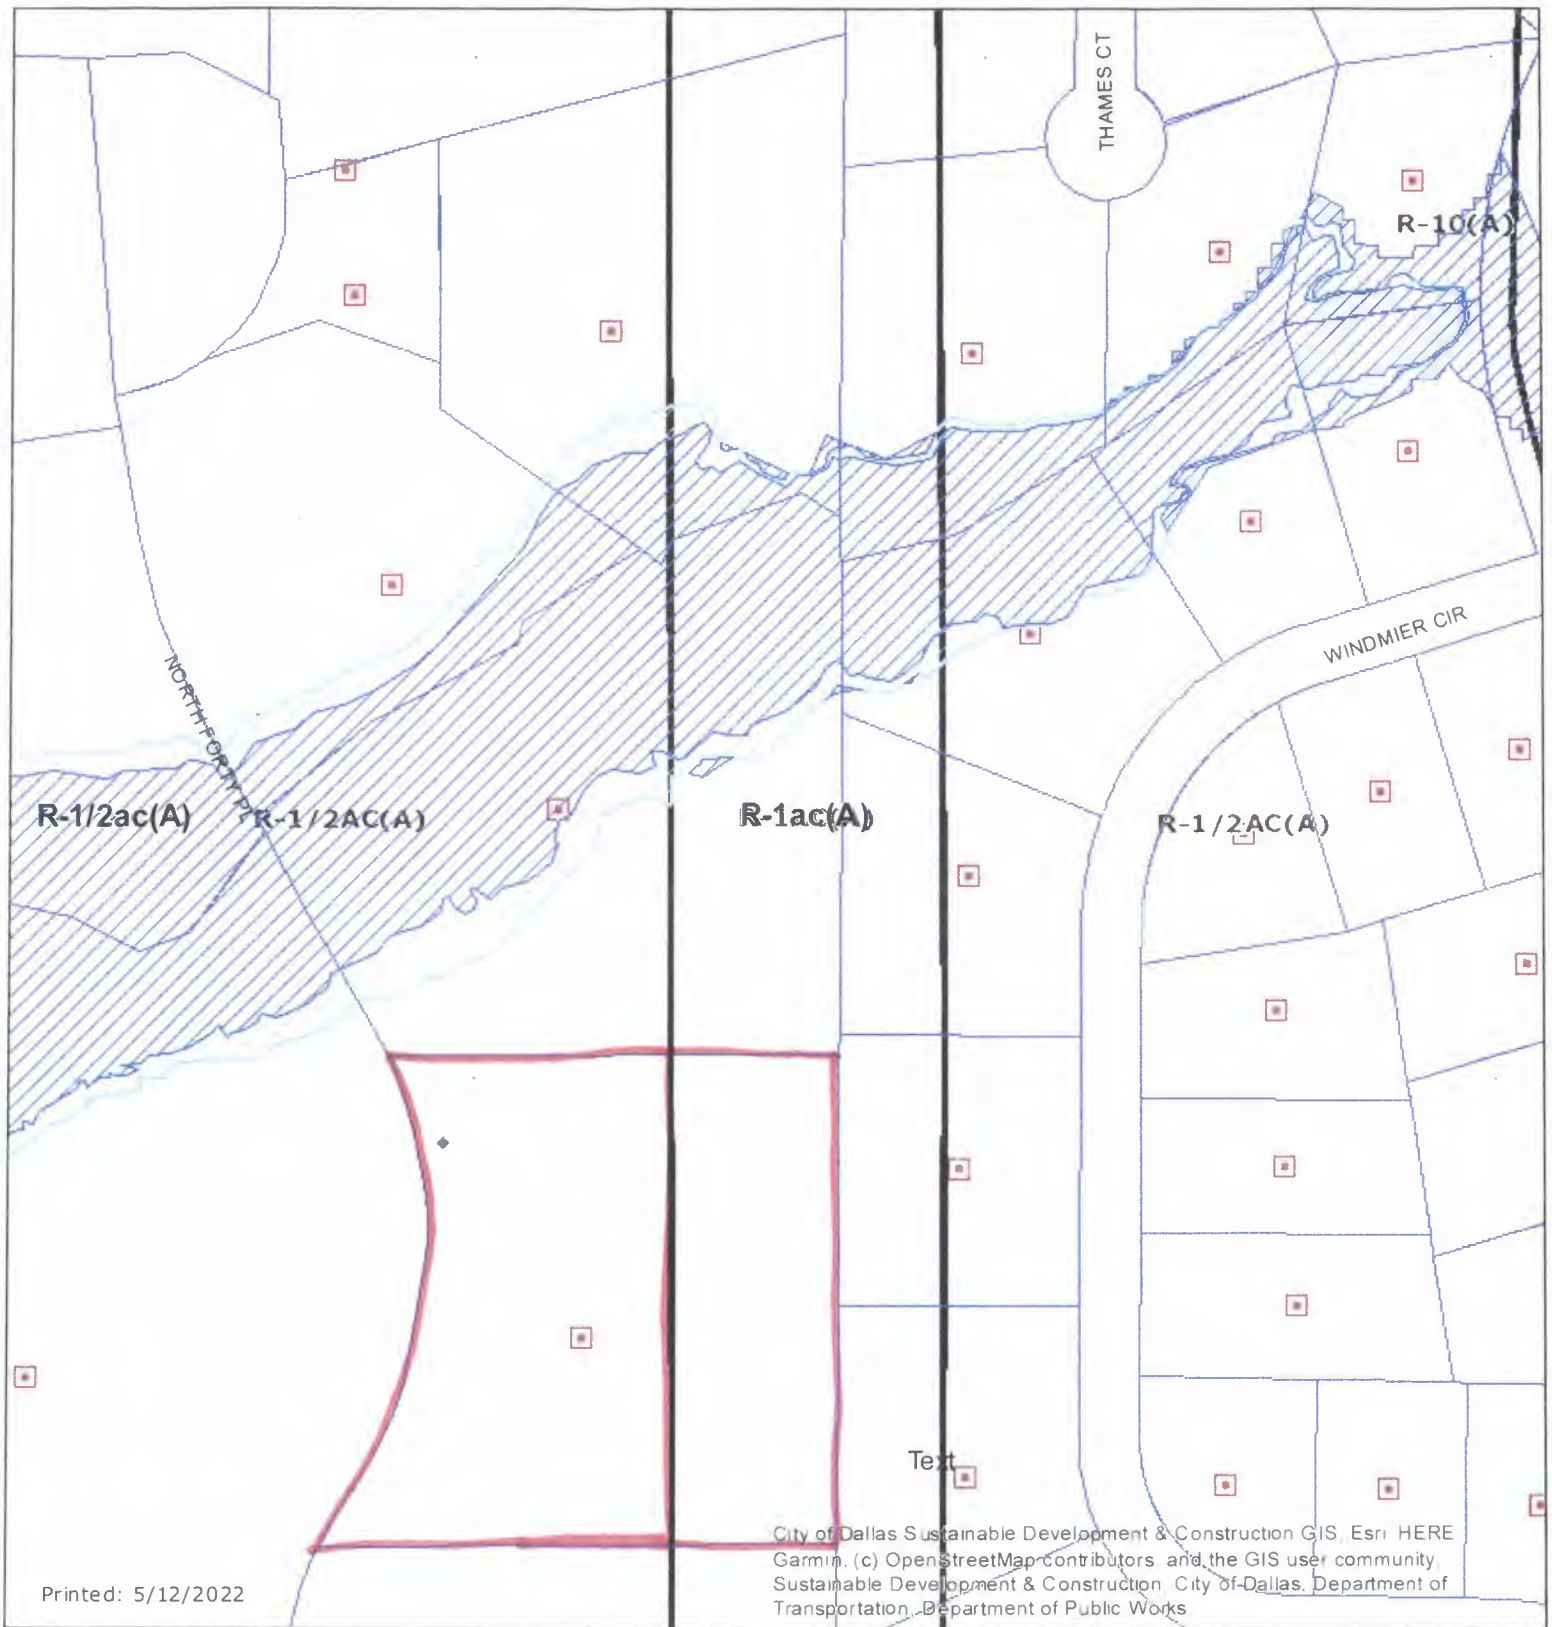 THAMES CT
R-10(A)
WINDMIER CIR
NORTH FORTY PL
R-1/2ac(A)
R-1/2AC(A)
R-1ac(A)
R-1/2AC(A)
Text
City of Dallas Sustainable Development & Construction GIS, Esri HERE
Garmin, (c) OpenStreetMap contributors and the GIS user community,
Sustainable Development & Construction, City of Dallas, Department of
Transportation, Department of Public Works
Printed: 5/12/2022